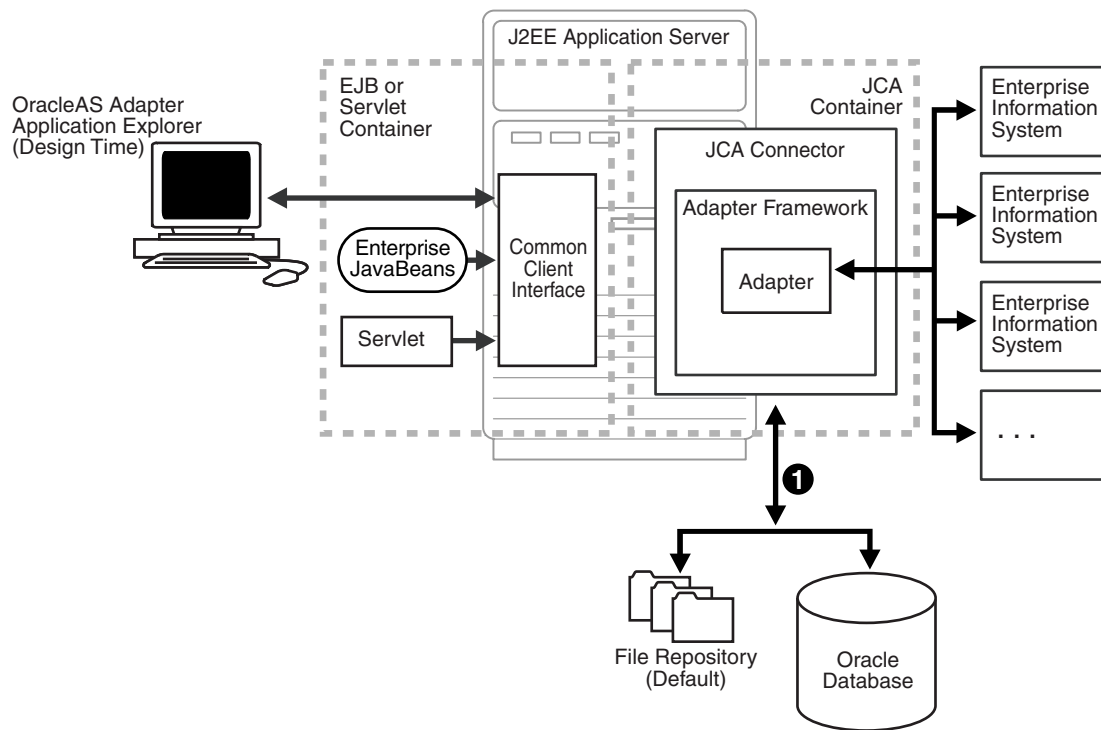 J2EE Application Server
EJB or
Servlet
Container
JCA
Container
OracleAS Adapter
Application Explorer
(Design Time)
JCA Connector
Adapter Framework
Adapter
Enterprise
JavaBeans
Servlet
Common
Client
Interface
Enterprise
Information
System
Enterprise
Information
System
Enterprise
Information
System
. . .
1
File Repository
(Default)
Oracle
Database